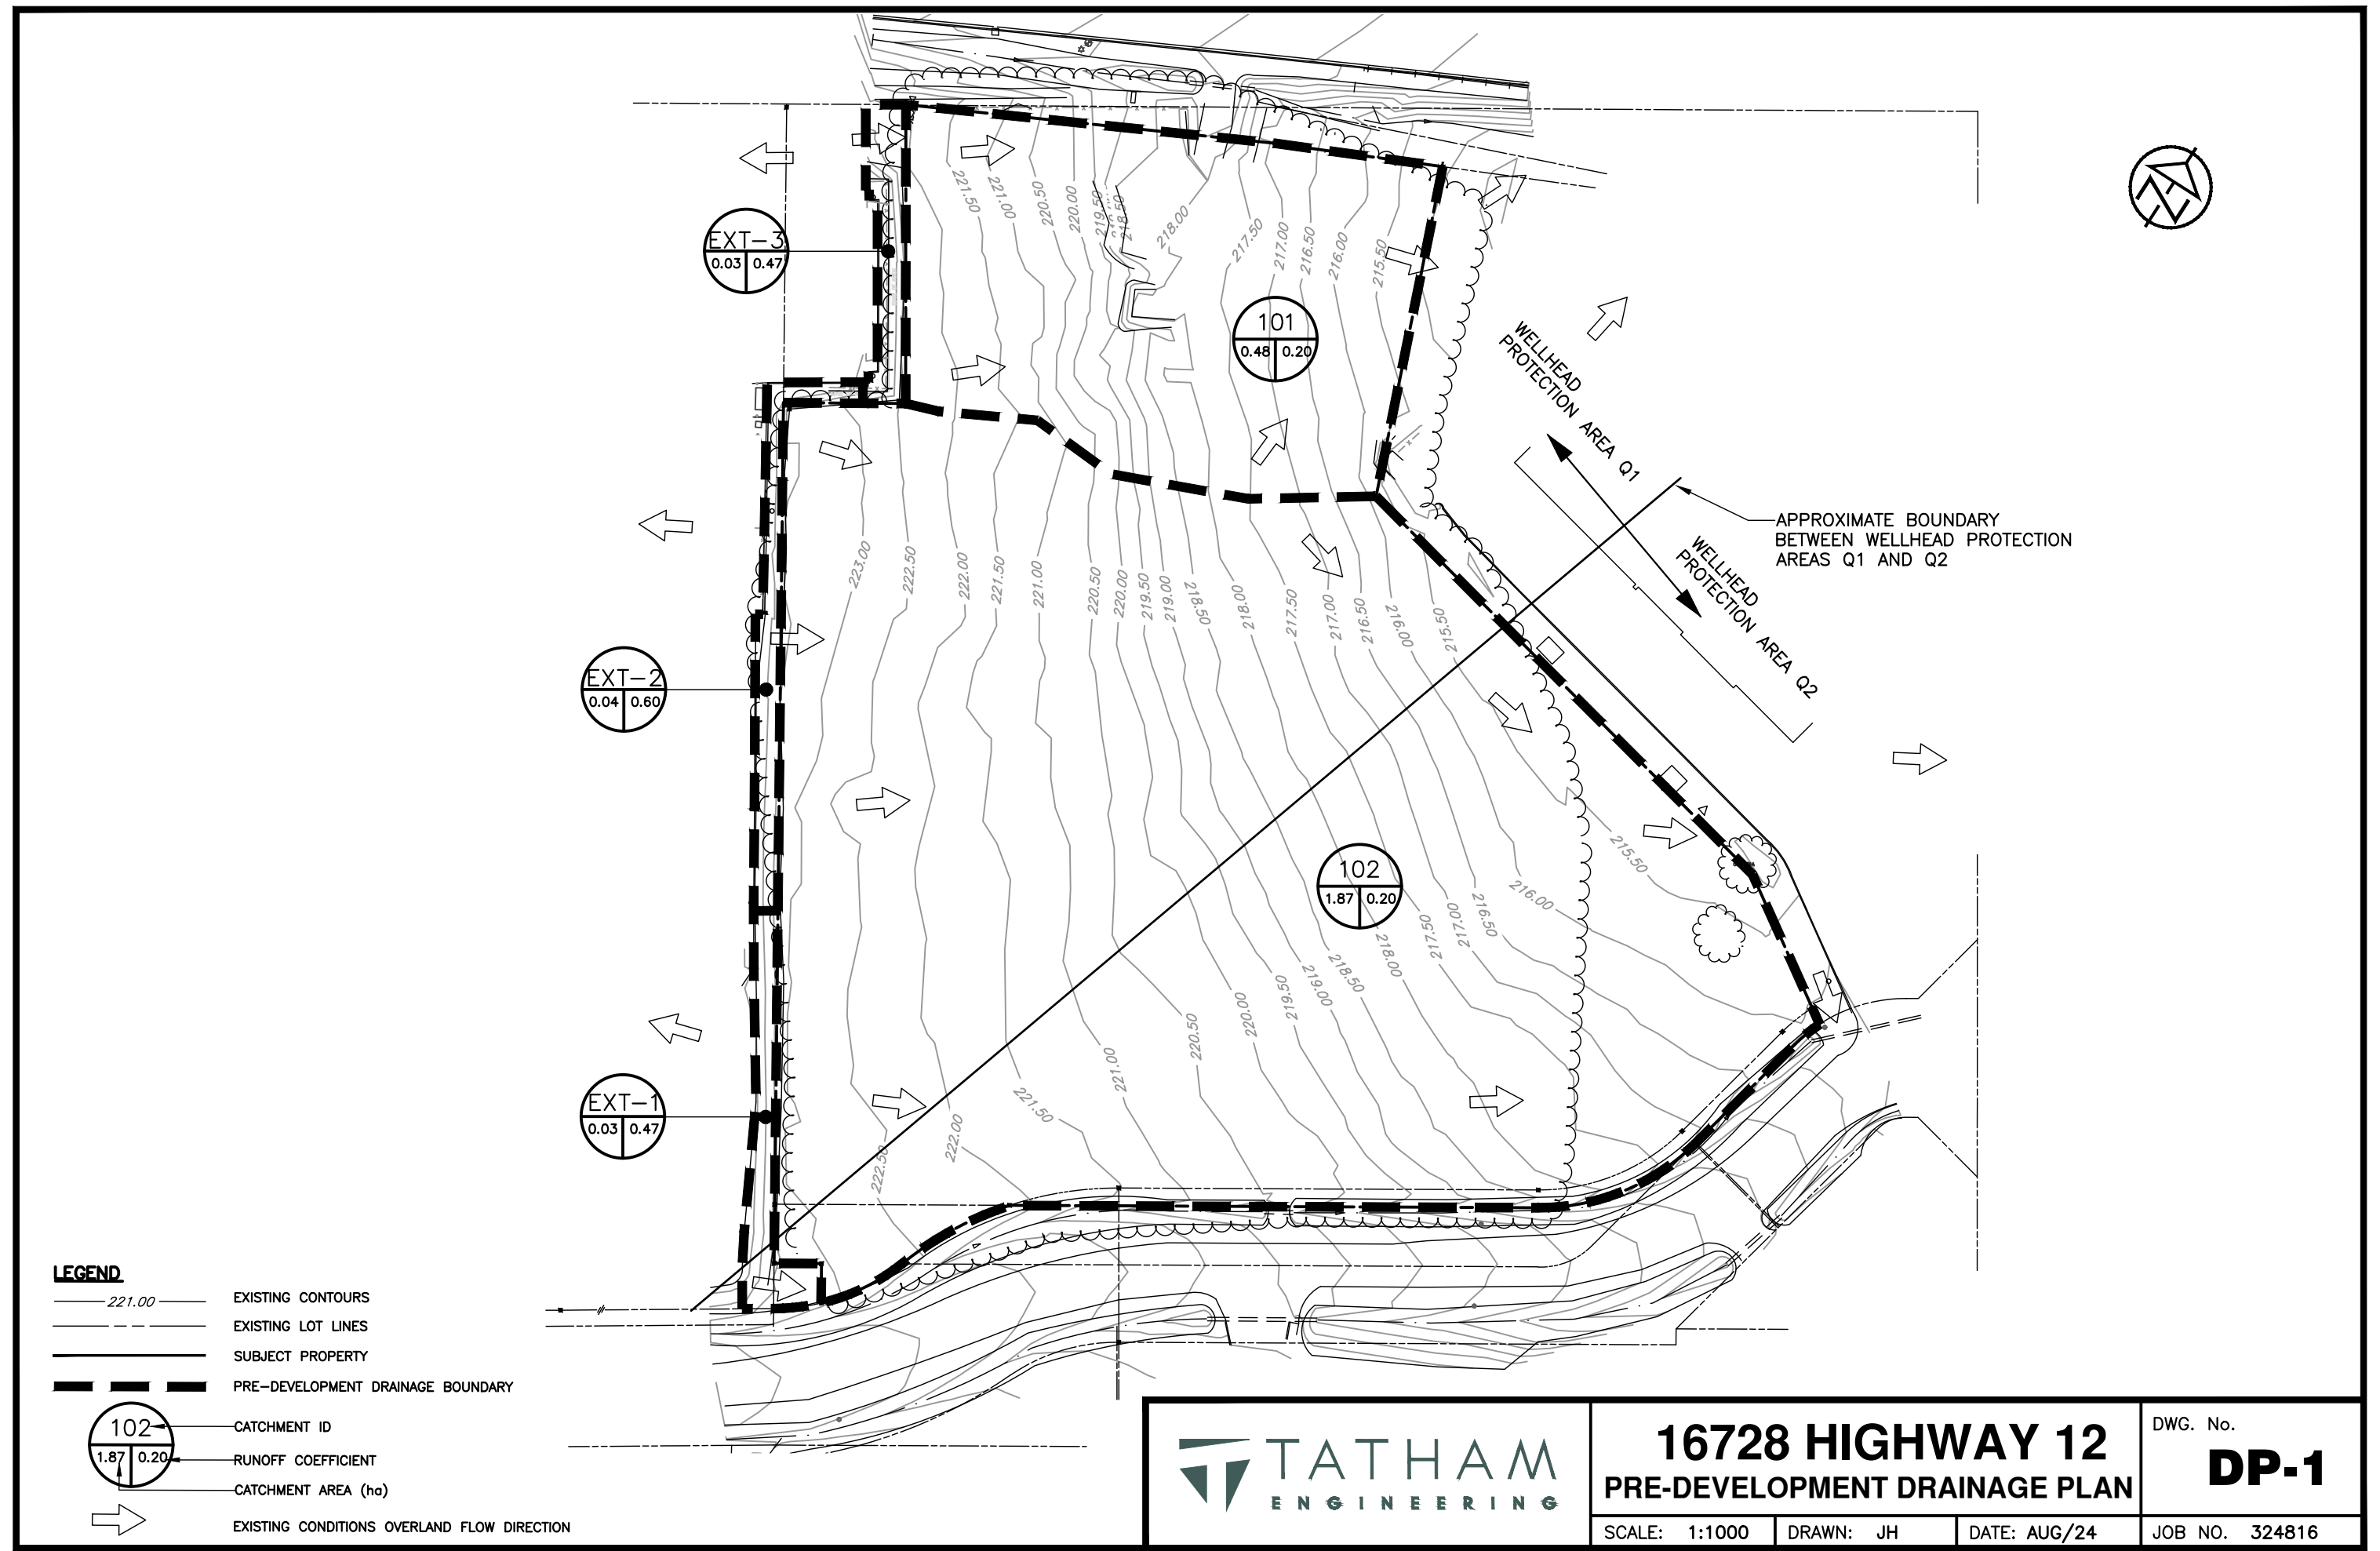 221.50
221.00
220.50
220.00
219.50
218.50
218.00
217.50
217.00
216.50
216.00
215.50
EXT-3
0.03 0.47
101
0.48 0.20
WELLHEAD
PROTECTION AREA Q1
WELLHEAD
PROTECTION AREA Q2
APPROXIMATE BOUNDARY
BETWEEN WELLHEAD PROTECTION
AREAS Q1 AND Q2
223.00
222.50
222.00
221.50
221.00
220.50
220.00
219.50
219.00
218.50
218.00
217.50
217.00
216.50
216.00
215.50
EXT-2
0.04 0.60
102
1.87 0.20
215.50
216.00
216.50
217.00
217.50
218.00
218.50
219.00
219.50
220.00
220.50
221.00
221.50
222.00
222.50
EXT-1
0.03 0.47
LEGEND
221.00
EXISTING CONTOURS
EXISTING LOT LINES
SUBJECT PROPERTY
PRE-DEVELOPMENT DRAINAGE BOUNDARY
102
CATCHMENT ID
1.87 0.20
RUNOFF COEFFICIENT
CATCHMENT AREA (ha)
EXISTING CONDITIONS OVERLAND FLOW DIRECTION
TATHAM
ENGINEERING
16728 HIGHWAY 12
PRE-DEVELOPMENT DRAINAGE PLAN
SCALE: 1:1000
DRAWN: JH
DATE: AUG/24
DWG. No.
DP-1
JOB NO. 324816